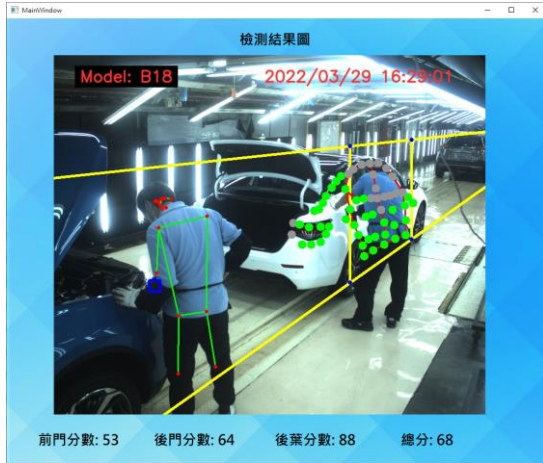 MainWindow
檢測結果圖
Model: B18
2022/03/29 16:29:01
前門分數: 53
後門分數: 64
後葉分數: 88
總分: 68